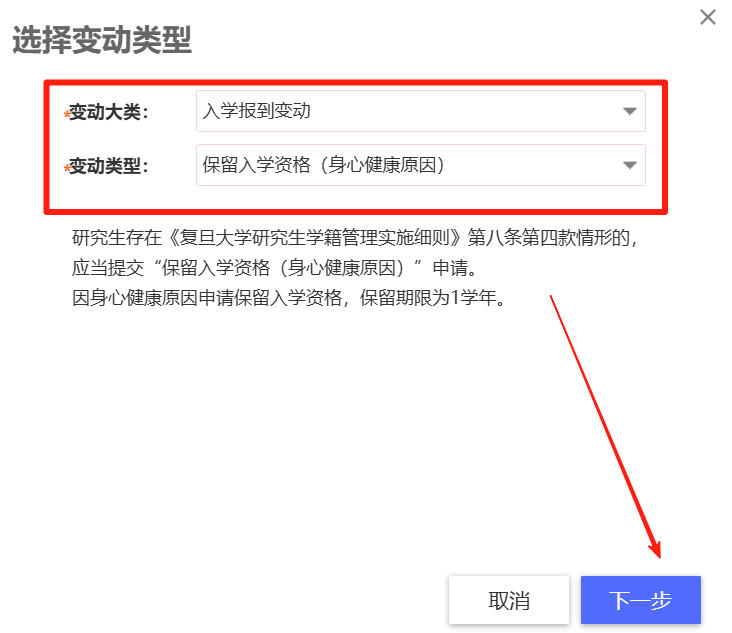 选择变动类型
*变动大类：
入学报到变动
*变动类型：
保留入学资格（身心健康原因）
研究生存在《复旦大学研究生学籍管理实施细则》第八条第四款情形的，
应当提交“保留入学资格（身心健康原因）”申请。
因身心健康原因申请保留入学资格，保留期限为1学年。
取消
下一步